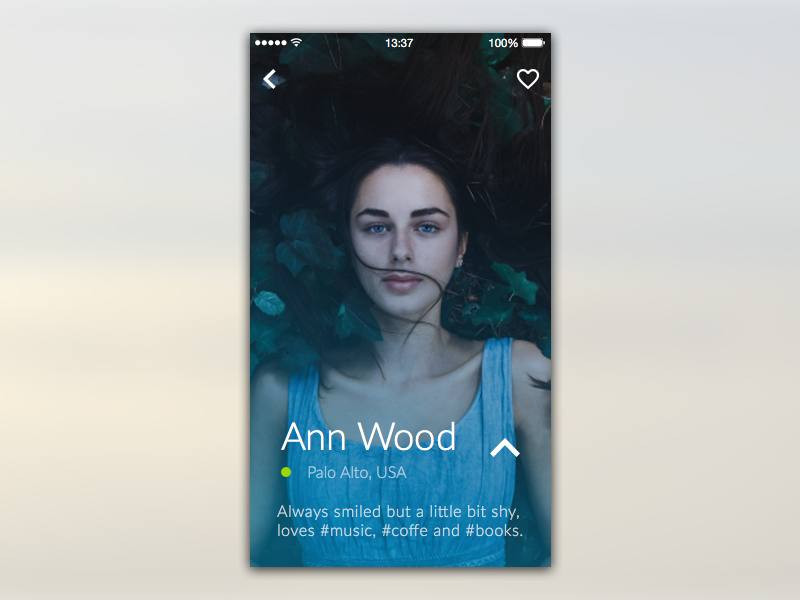 13:37 100%
Ann Wood
Palo Alto, USA
Always smiled but a little bit shy,
loves #music, #coffe and #books.